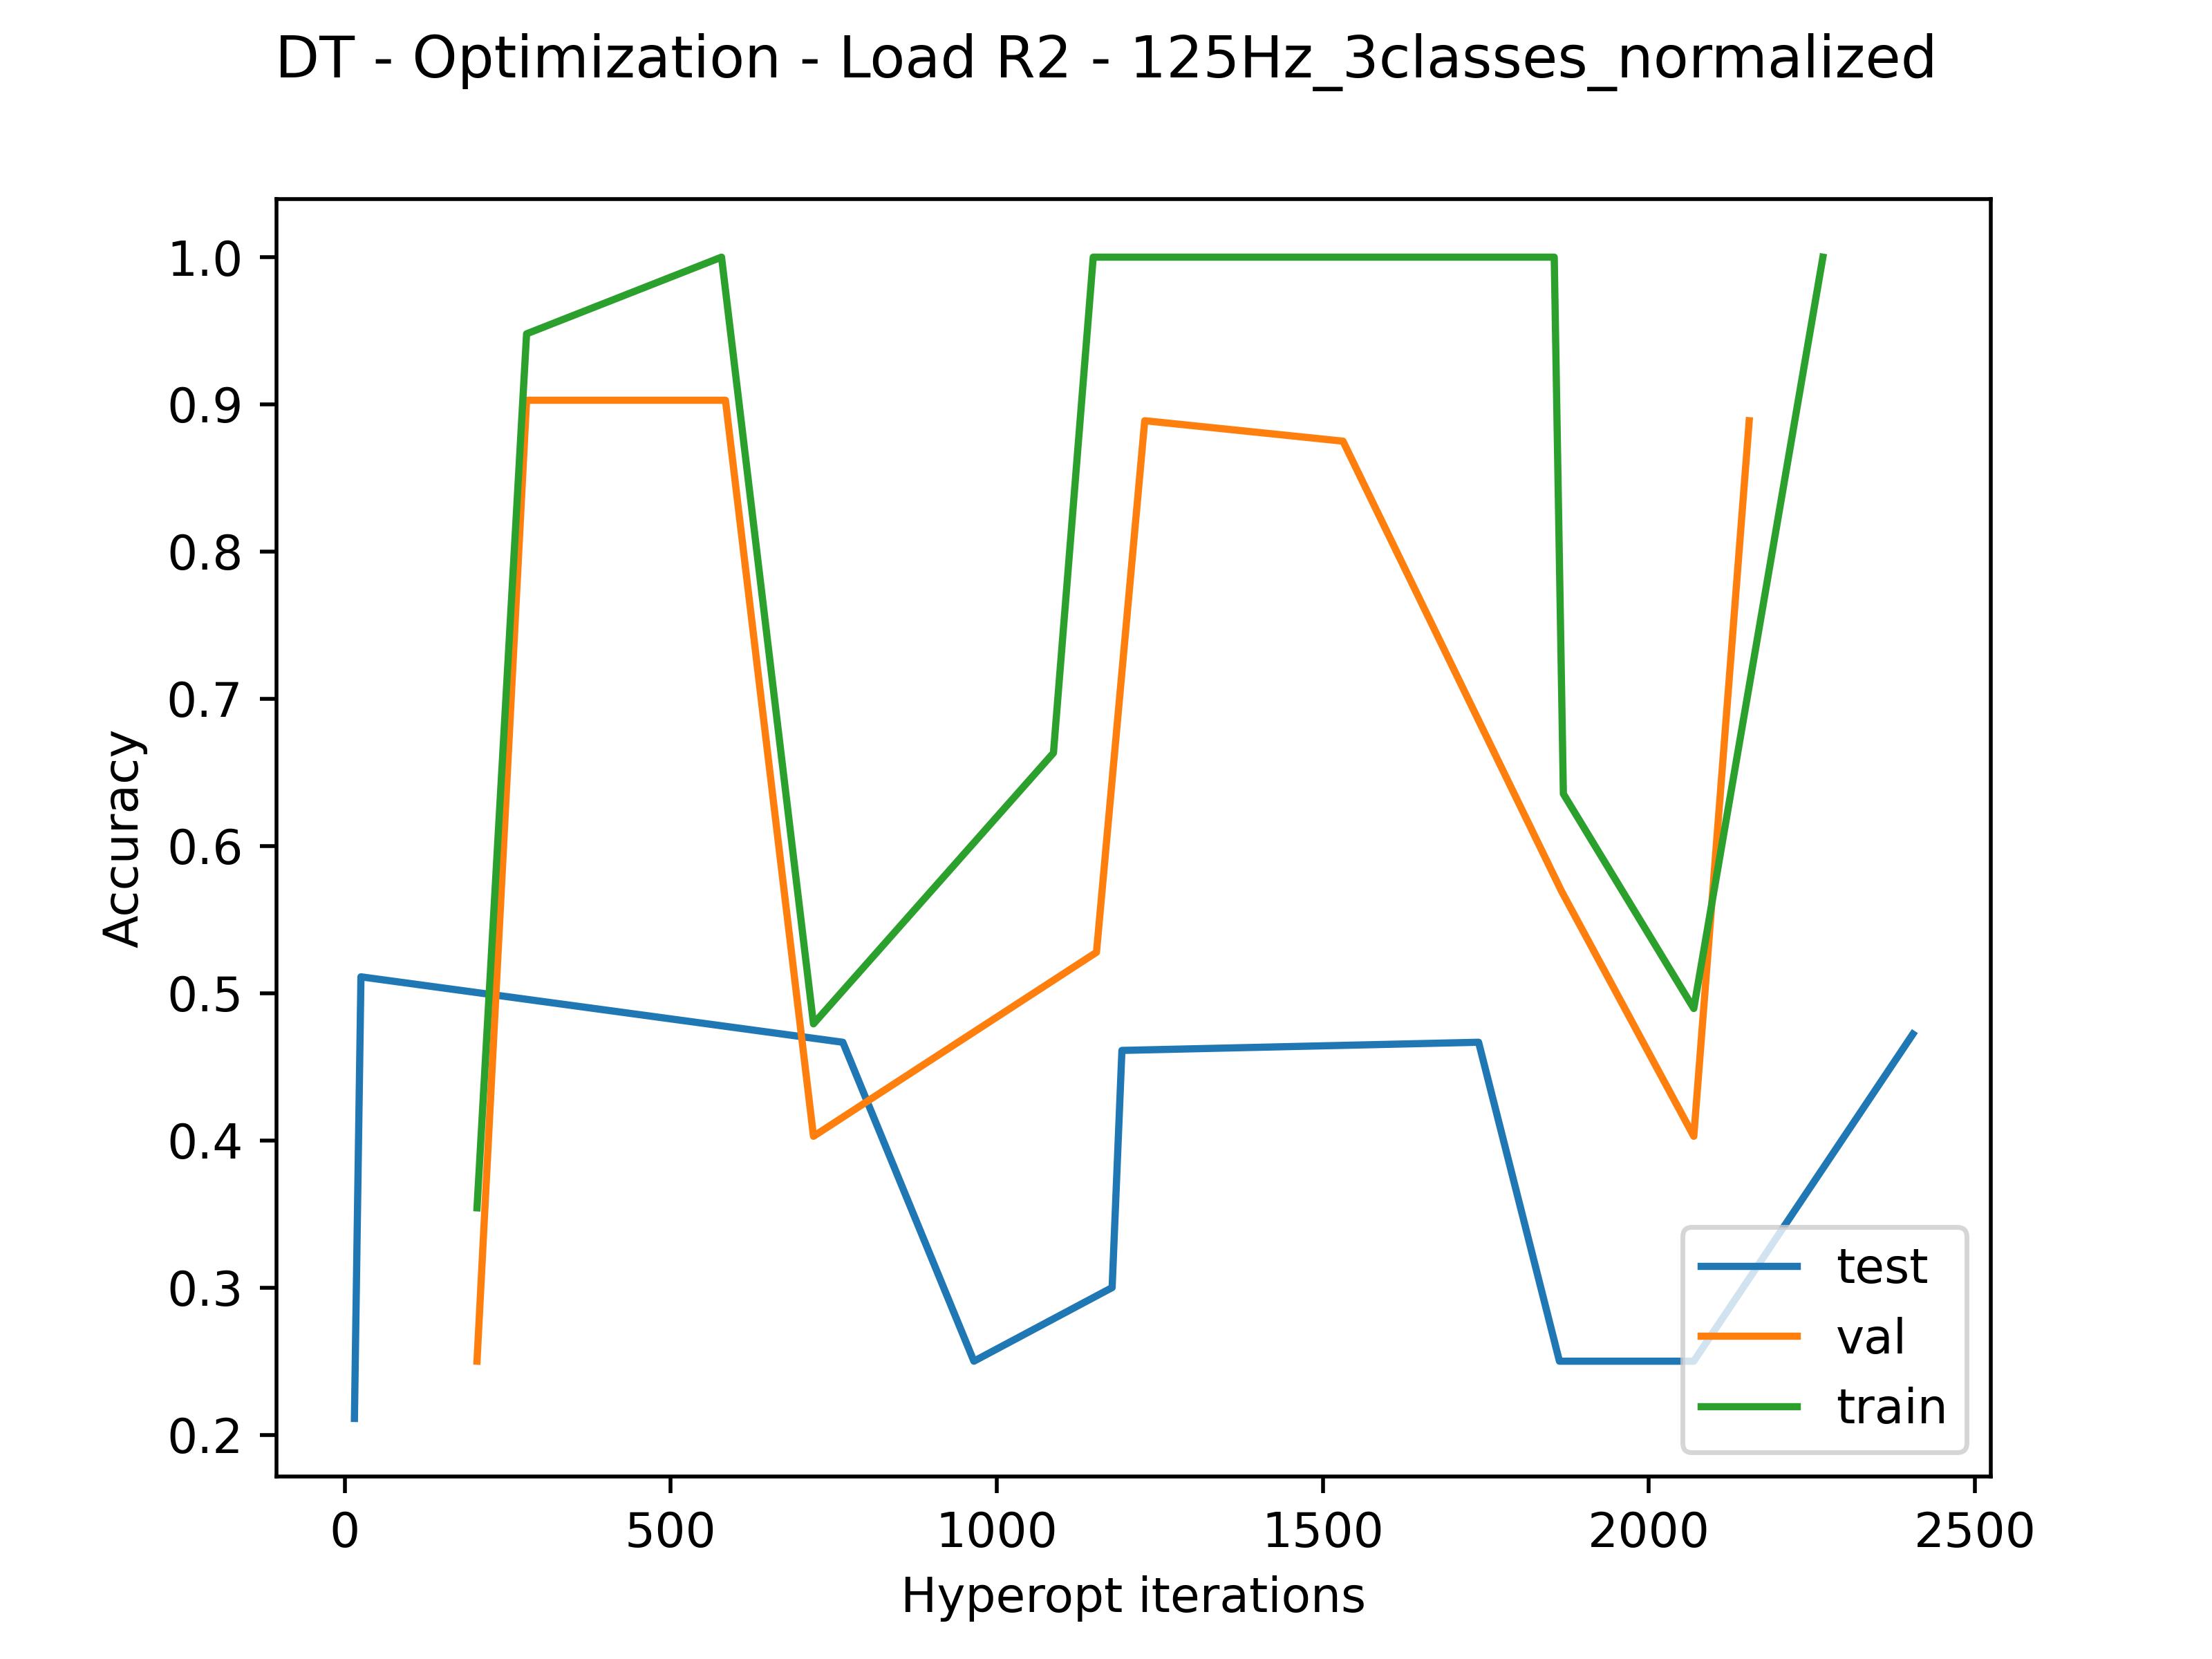 DT - Optimization - Load R2 - 125Hz_3classes_normalized
1.0
0.9
0.8
0.7
0.6
0.5
0.4
0.3
0.2
Accuracy
test
val
train
0 500 1000 1500 2000 2500
Hyperopt iterations